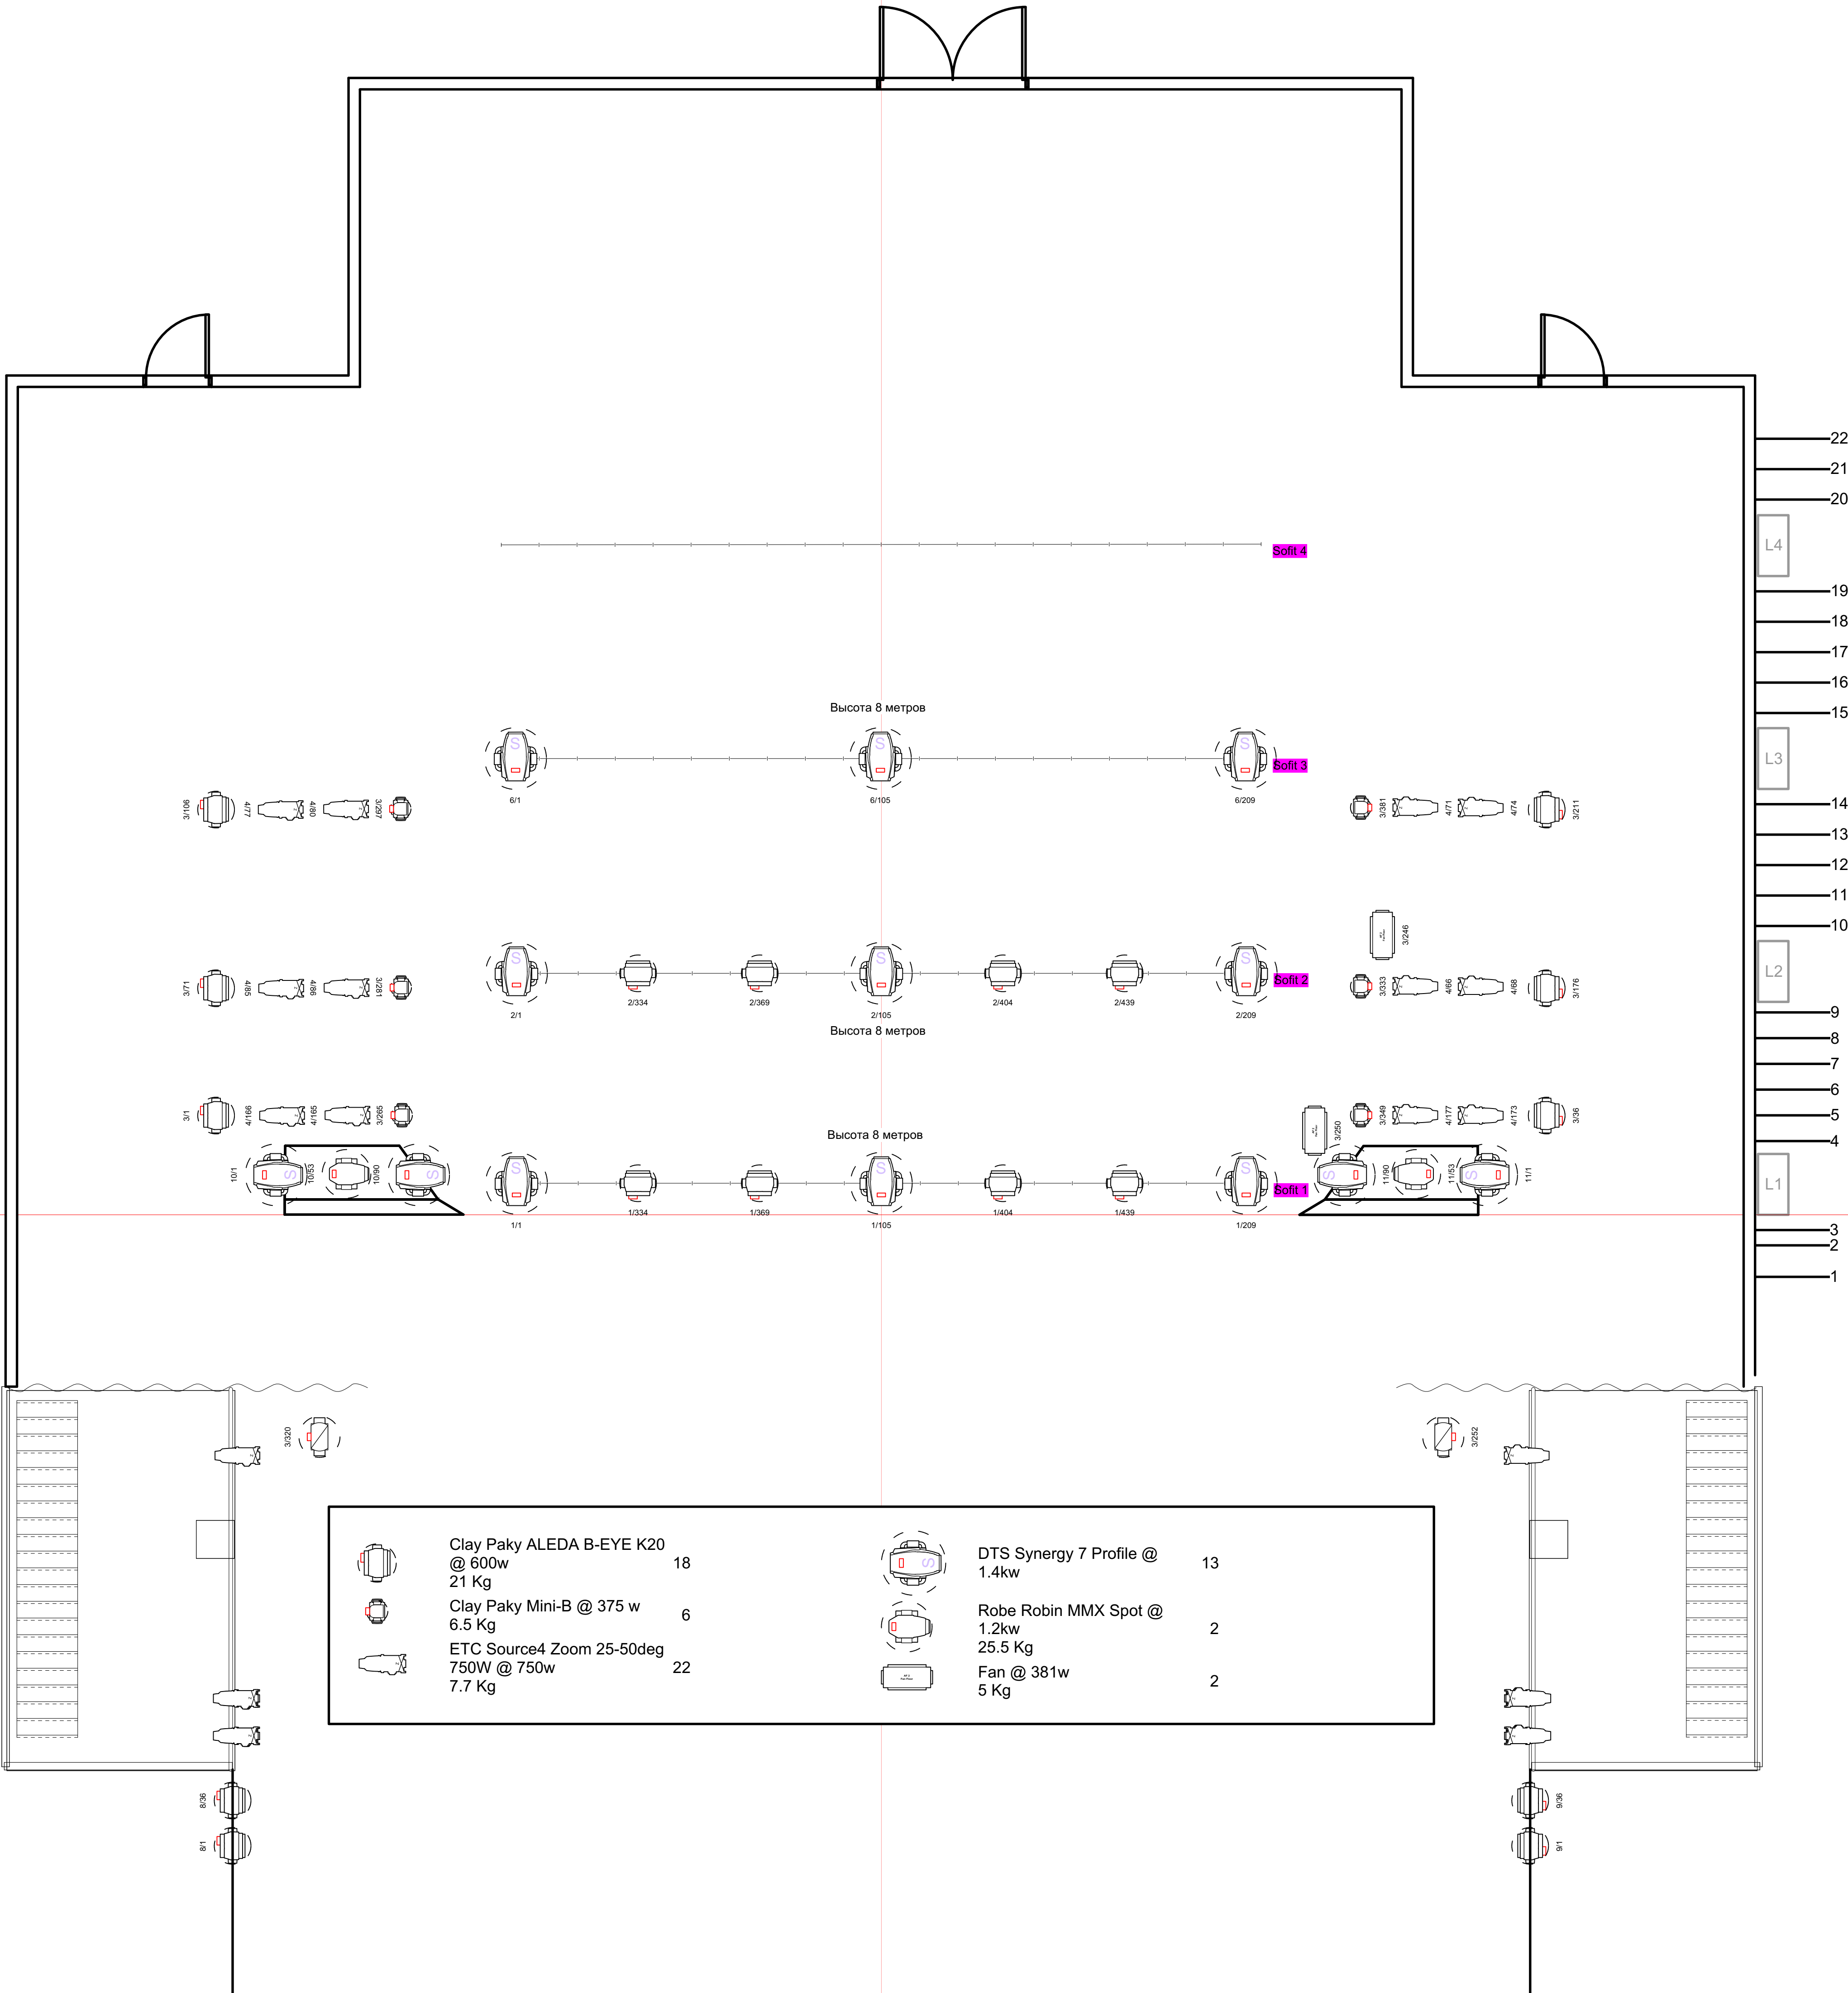 22
21
20
Sofit 4
L4
19
18
17
16
Высота 8 метров
15
S
S
S
Sofit 3
L3
6/1
6/105
6/209
3/106
4/77
4/80
3/297
3/381
4/71
4/74
3/211
14
13
12
11
10
3/246
S
S
S
Sofit 2
L2
3/71
4/85
4/96
3/281
2/334
2/369
2/404
2/439
3/333
4/66
4/68
3/176
2/1
2/105
2/209
9
Высота 8 метров
8
7
6
3/1
4/166
4/165
3/265
3/349
4/177
4/173
3/36
5
Высота 8 метров
3/250
4
10/1
S
10/53
10/90
S
S
S
S
Sofit 1
S
11/90
11/53
S
11/1
L1
1/334
1/369
1/404
1/439
1/1
1/105
1/209
3
2
1
3/320
3/252
Clay Paky ALEDA B-EYE K20
@ 600w
21 Kg
18
Clay Paky Mini-B @ 375 w
6.5 Kg
6
ETC Source4 Zoom 25-50deg
750W @ 750w
7.7 Kg
22
S
DTS Synergy 7 Profile @
1.4kw
13
Robe Robin MMX Spot @
1.2kw
25.5 Kg
2
Fan @ 381w
5 Kg
2
8/36
9/36
8/1
9/1